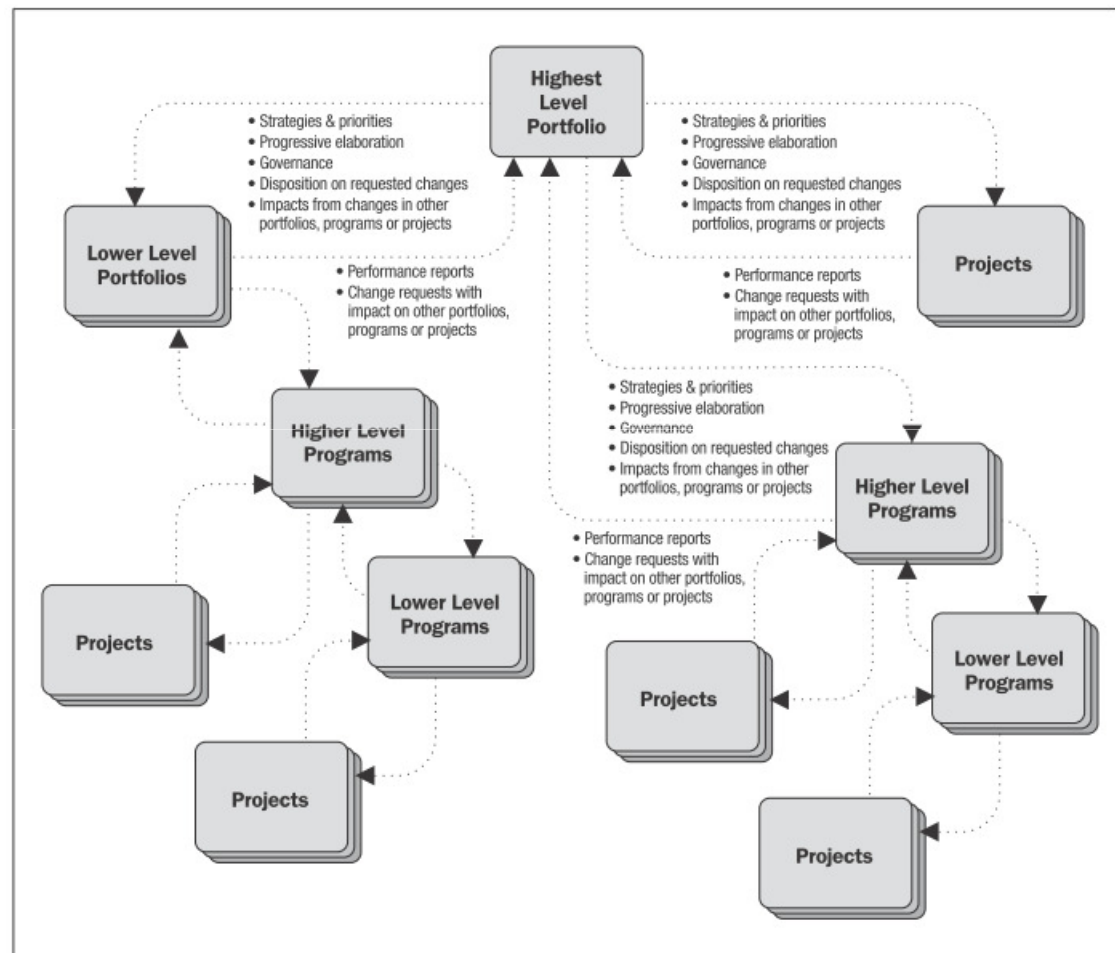 Highest
Level
Portfolio
• Strategies & priorities
• Progressive elaboration
• Governance
• Disposition on requested changes
• Impacts from changes in other
portfolios, programs or projects
• Strategies & priorities
• Progressive elaboration
• Governance
• Disposition on requested changes
• Impacts from changes in other
portfolios, programs or projects
Lower Level
Portfolios
Projects
• Performance reports
• Change requests with
impact on other portfolios,
programs or projects
• Performance reports
• Change requests with
impact on other portfolios,
programs or projects
Higher Level
Programs
• Strategies & priorities
• Progressive elaboration
• Governance
• Disposition on requested changes
• Impacts from changes in other
portfolios, programs or projects
Higher Level
Programs
• Performance reports
• Change requests with
impact on other portfolios,
programs or projects
Projects
Lower Level
Programs
Projects
Lower Level
Programs
Projects
Projects